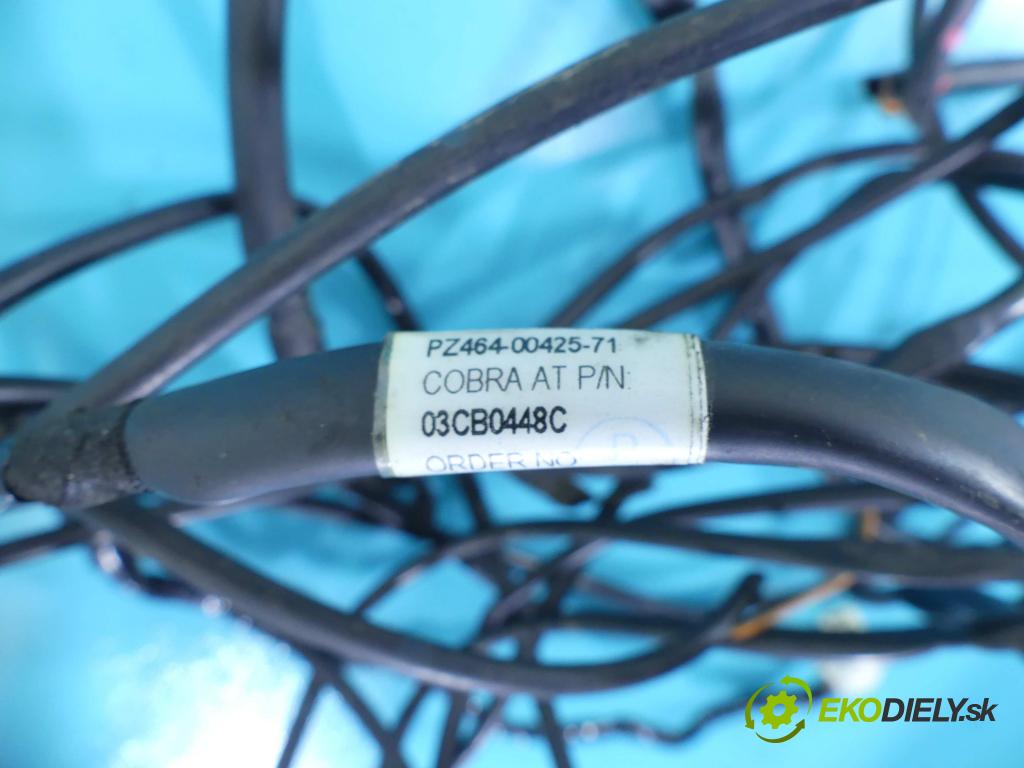 PZ464-00425-71
COBRA AT P/N:
03CB0448C
ORDER NO
EKODIELY.sk